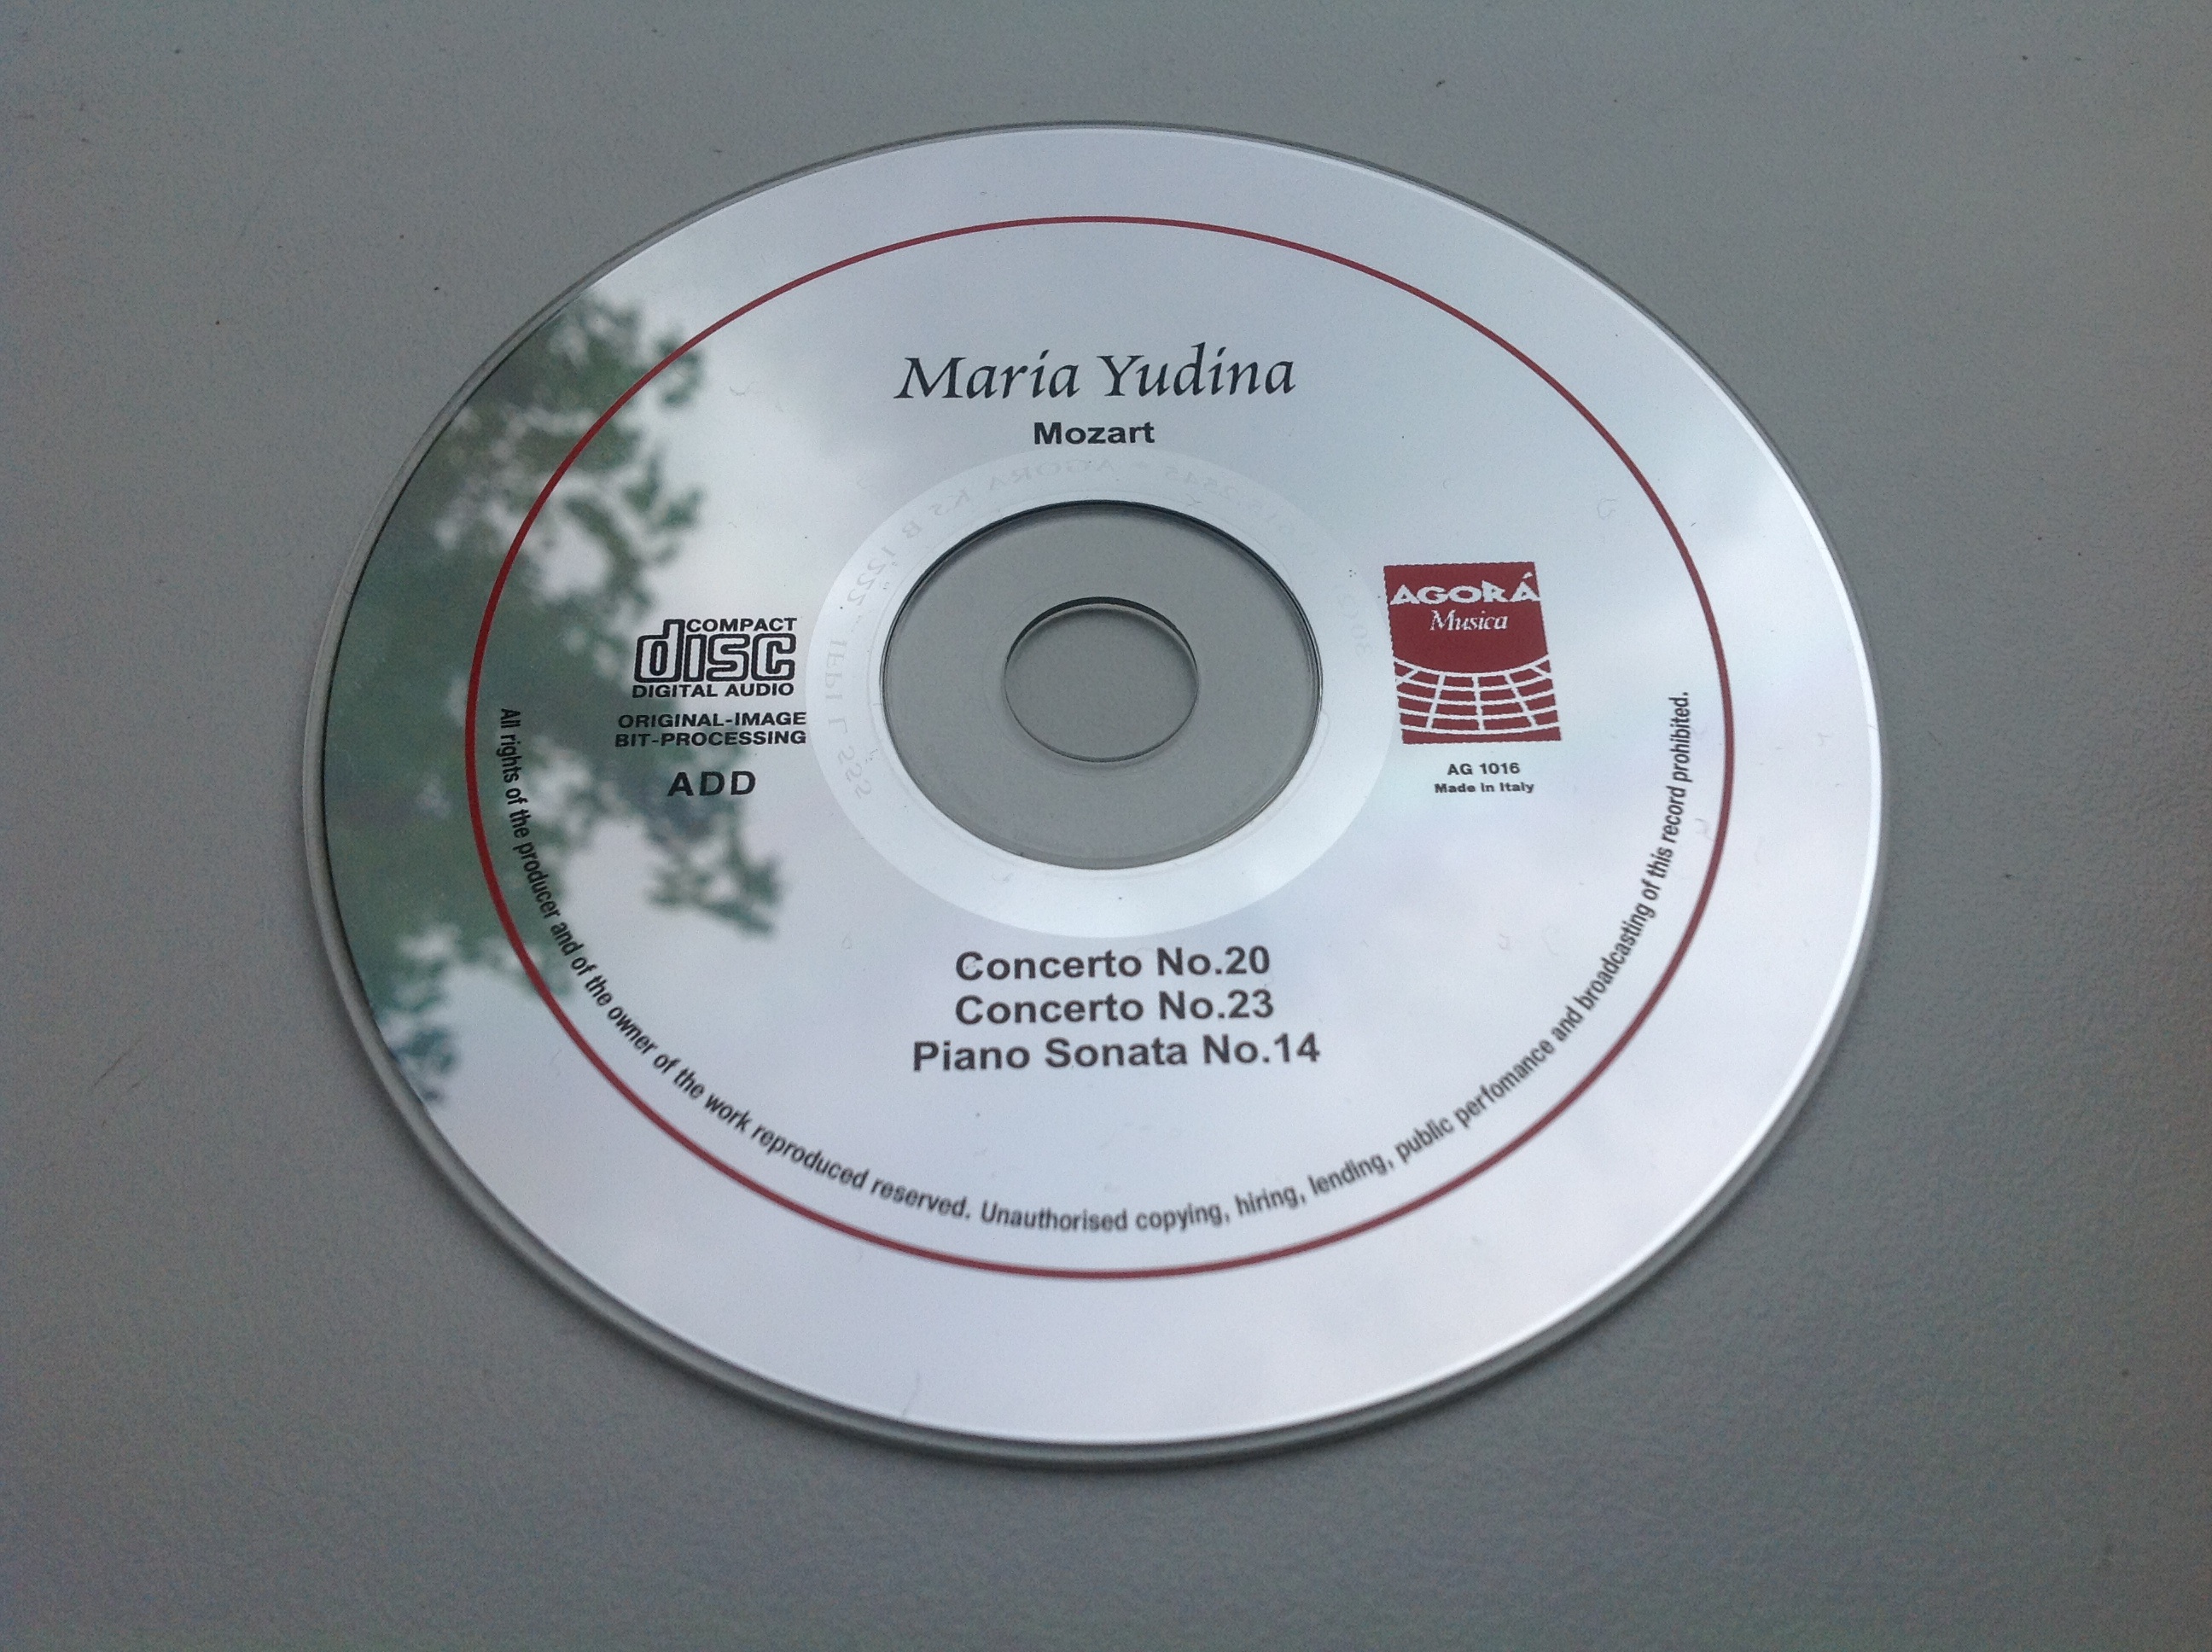 Maria Yudina
Mozart
COMPACT
disc
DIGITAL AUDIO
ORIGINAL-IMAGE
BIT-PROCESSING
ADD
AGORÁ
Musica
AG 1016
Made in Italy
Concerto No.20
Concerto No.23
Piano Sonata No.14
All rights of the producer and of the owner of the work reproduced reserved. Unauthorised copying, hiring, lending, public perfomance and broadcasting of this record prohibited.